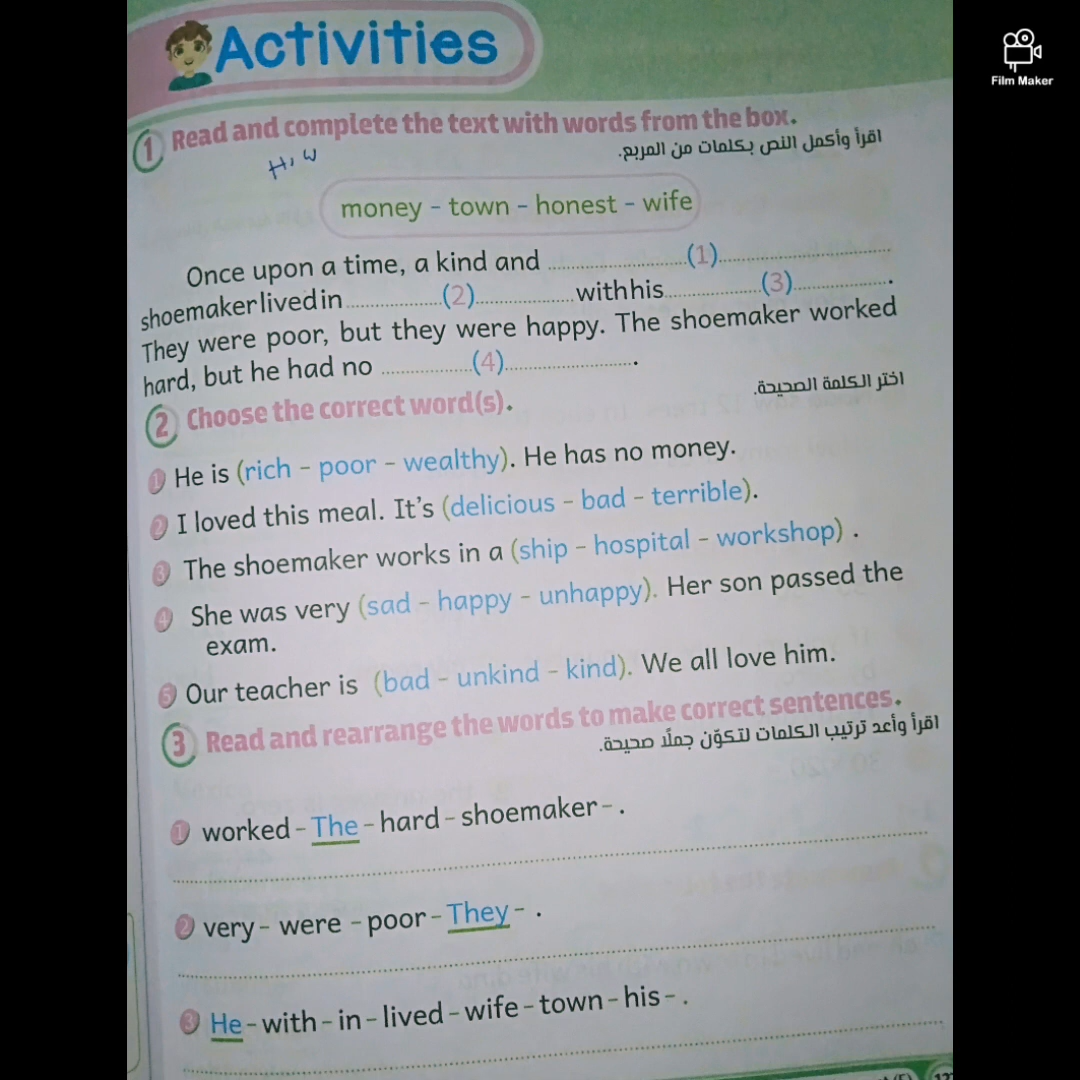 Activities
Film Maker
1 Read and complete the text with words from the box.
اقرأ وأكمل النص بكلمات من المربع.
H, W
money - town - honest - wife
Once upon a time, a kind and ............(1)............
shoemaker lived in ............(2)............ with his ............(3)............ .
They were poor, but they were happy. The shoemaker worked
hard, but he had no ............(4)............ .
اختر الكلمة الصحيحة.
2 Choose the correct word(s).
1 He is (rich - poor - wealthy). He has no money.
2 I loved this meal. It's (delicious - bad - terrible).
3 The shoemaker works in a (ship - hospital - workshop) .
4 She was very (sad - happy - unhappy). Her son passed the
exam.
5 Our teacher is (bad - unkind - kind). We all love him.
3 Read and rearrange the words to make correct sentences.
اقرأ وأعد ترتيب الكلمات لتكوّن جملًا صحيحة.
1 worked - The - hard - shoemaker - .
2 very - were - poor - They - .
3 He - with - in - lived - wife - town - his - .